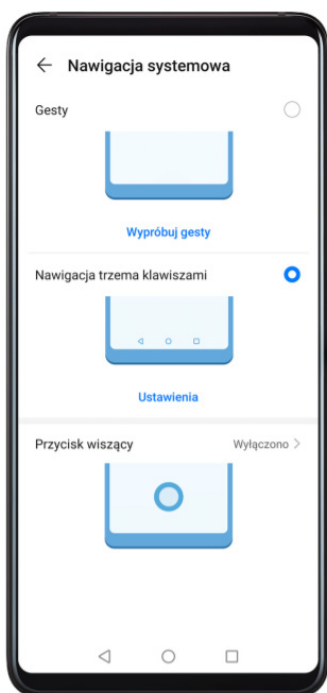 Nawigacja systemowa
Gesty
Wypróbuj gesty
Nawigacja trzema klawiszami
Ustawienia
Przycisk wiszący Wyłączono